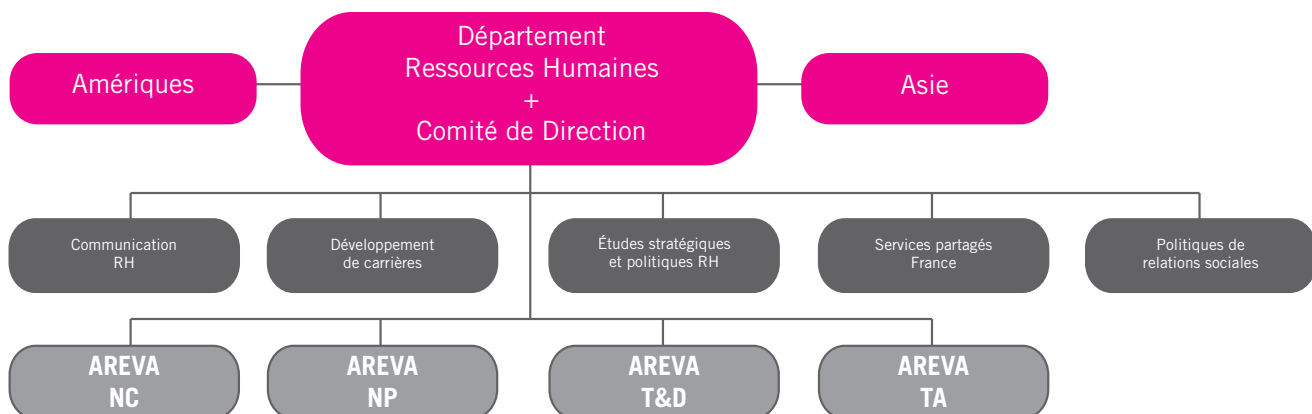 Département
Ressources Humaines
+
Comité de Direction
Amériques
Asie
Communication
RH
Développement
de carrières
Études stratégiques
et politiques RH
Services partagés
France
Politiques de
relations sociales
AREVA
NC
AREVA
NP
AREVA
T&D
AREVA
TA